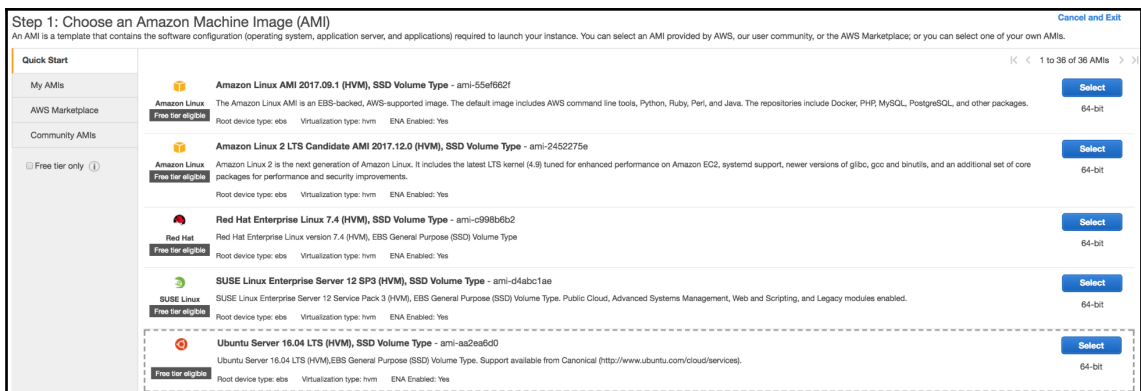 Step 1: Choose an Amazon Machine Image (AMI)
Cancel and Exit
An AMI is a template that contains the software configuration (operating system, application server, and applications) required to launch your instance. You can select an AMI provided by AWS, our user community, or the AWS Marketplace; or you can select one of your own AMIs.
Quick Start
My AMIs
AWS Marketplace
Community AMIs
Free tier only
1 to 36 of 36 AMIs
Amazon Linux
Free tier eligible
Amazon Linux AMI 2017.09.1 (HVM), SSD Volume Type - ami-55ef662f
The Amazon Linux AMI is an EBS-backed, AWS-supported image. The default image includes AWS command line tools, Python, Ruby, Perl, and Java. The repositories include Docker, PHP, MySQL, PostgreSQL, and other packages.
Root device type: ebs Virtualization type: hvm ENA Enabled: Yes
Select
64-bit
Amazon Linux
Free tier eligible
Amazon Linux 2 LTS Candidate AMI 2017.12.0 (HVM), SSD Volume Type - ami-2452275e
Amazon Linux 2 is the next generation of Amazon Linux. It includes the latest LTS kernel (4.9) tuned for enhanced performance on Amazon EC2, systemd support, newer versions of glibc, gcc and binutils, and an additional set of core
packages for performance and security improvements.
Root device type: ebs Virtualization type: hvm ENA Enabled: Yes
Select
64-bit
Red Hat
Free tier eligible
Red Hat Enterprise Linux 7.4 (HVM), SSD Volume Type - ami-c998b6b2
Red Hat Enterprise Linux version 7.4 (HVM), EBS General Purpose (SSD) Volume Type
Root device type: ebs Virtualization type: hvm ENA Enabled: Yes
Select
64-bit
SUSE Linux
Free tier eligible
SUSE Linux Enterprise Server 12 SP3 (HVM), SSD Volume Type - ami-d4abc1ae
SUSE Linux Enterprise Server 12 Service Pack 3 (HVM), EBS General Purpose (SSD) Volume Type. Public Cloud, Advanced Systems Management, Web and Scripting, and Legacy modules enabled.
Root device type: ebs Virtualization type: hvm ENA Enabled: Yes
Select
64-bit
Free tier eligible
Ubuntu Server 16.04 LTS (HVM), SSD Volume Type - ami-aa2ea6d0
Ubuntu Server 16.04 LTS (HVM),EBS General Purpose (SSD) Volume Type. Support available from Canonical (http://www.ubuntu.com/cloud/services).
Root device type: ebs Virtualization type: hvm ENA Enabled: Yes
Select
64-bit